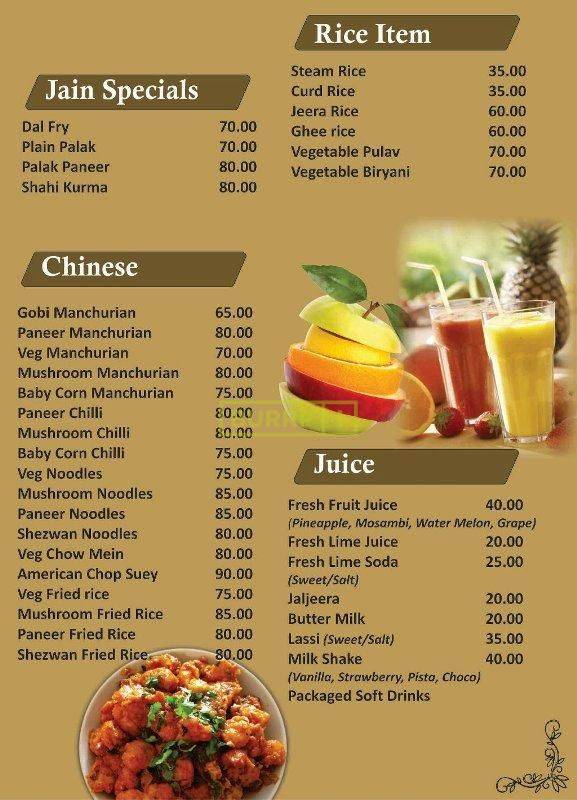 Jain Specials
Dal Fry 70.00
Plain Palak 70.00
Palak Paneer 80.00
Shahi Kurma 80.00
Chinese
Gobi Manchurian 65.00
Paneer Manchurian 80.00
Veg Manchurian 70.00
Mushroom Manchurian 80.00
Baby Corn Manchurian 75.00
Paneer Chilli 80.00
Mushroom Chilli 80.00
Baby Corn Chilli 75.00
Veg Noodles 75.00
Mushroom Noodles 85.00
Paneer Noodles 85.00
Shezwan Noodles 80.00
Veg Chow Mein 80.00
American Chop Suey 90.00
Veg Fried rice 75.00
Mushroom Fried Rice 85.00
Paneer Fried Rice 80.00
Shezwan Fried Rice 80.00
Rice Item
Steam Rice 35.00
Curd Rice 35.00
Jeera Rice 60.00
Ghee rice 60.00
Vegetable Pulav 70.00
Vegetable Biryani 70.00
Juice
Fresh Fruit Juice 40.00
(Pineapple, Mosambi, Water Melon, Grape)
Fresh Lime Juice 20.00
Fresh Lime Soda 25.00
(Sweet/Salt)
Jaljeera 20.00
Butter Milk 20.00
Lassi (Sweet/Salt) 35.00
Milk Shake 40.00
(Vanilla, Strawberry, Pista, Choco)
Packaged Soft Drinks